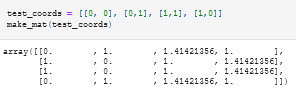 test_coords = [[0, 0], [0,1], [1,1], [1,0]]
make_mat(test_coords)
array([[0.        , 1.        , 1.41421356, 1.        ],
       [1.        , 0.        , 1.        , 1.41421356],
       [1.        , 0.        , 1.        , 1.41421356],
       [0.        , 1.        , 1.41421356, 1.        ]])